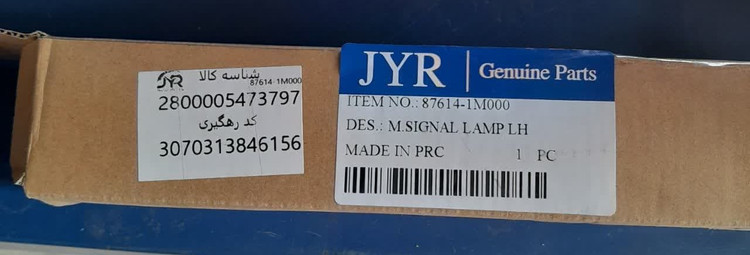 JYR
شناسه کالا
87614-1M000
2800005473797
کد رهگیری
3070313846156
JYR Genuine Parts
ITEM NO.: 87614-1M000
DES.: M.SIGNAL LAMP LH
MADE IN PRC 1 PC